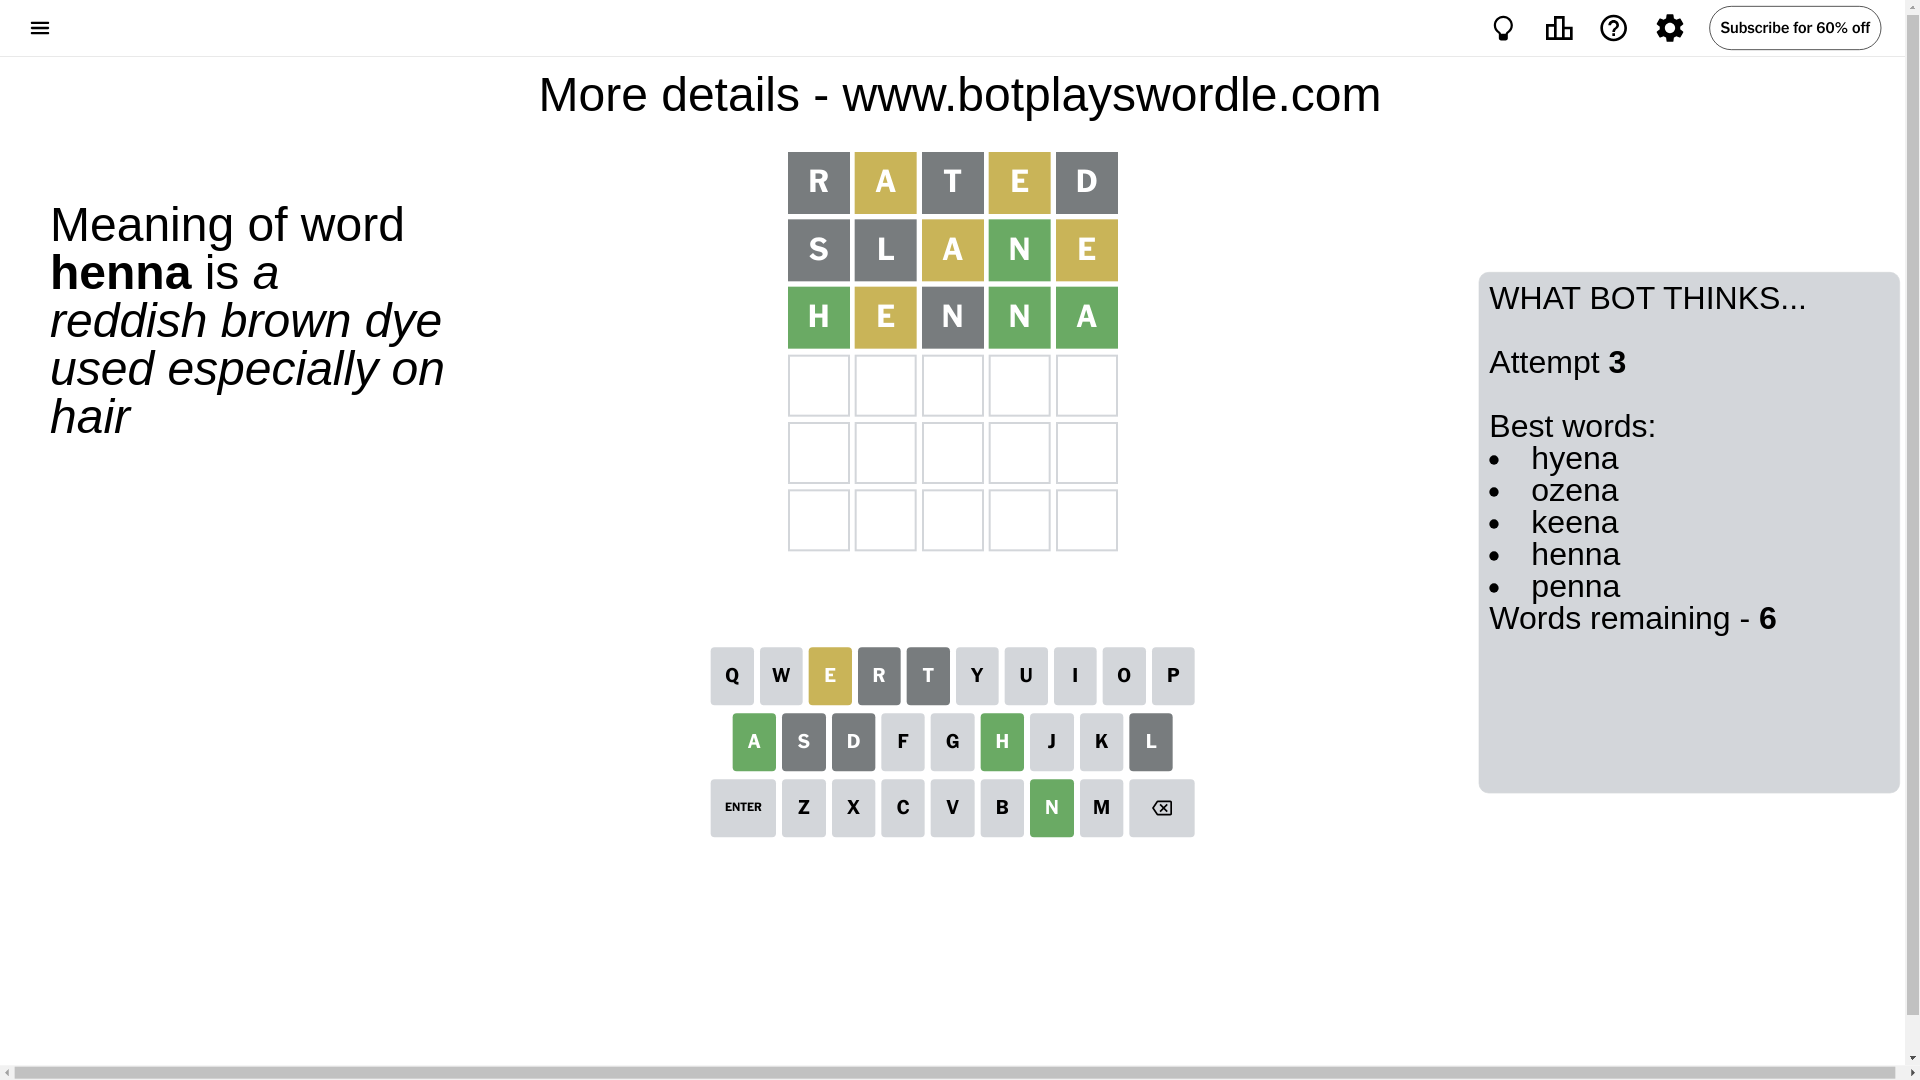 Subscribe for 60% off
More details - www.botplayswordle.com
Meaning of word
henna is a
reddish brown dye
used especially on
hair
R A T E D
S L A N E
H E N N A
WHAT BOT THINKS...
Attempt 3
Best words:
• hyena
• ozena
• keena
• henna
• penna
Words remaining - 6
Q W E R T Y U I O P
A S D F G H J K L
ENTER Z X C V B N M